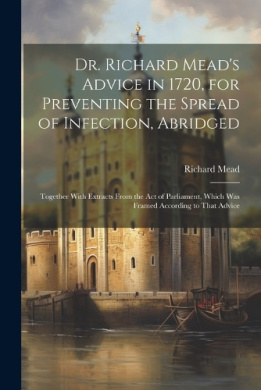 Dr. Richard Mead's
Advice in 1720, for
Preventing the Spread
of Infection, Abridged
Richard Mead
Together With Extracts From the Act of Parliament, Which Was
Framed According to That Advice